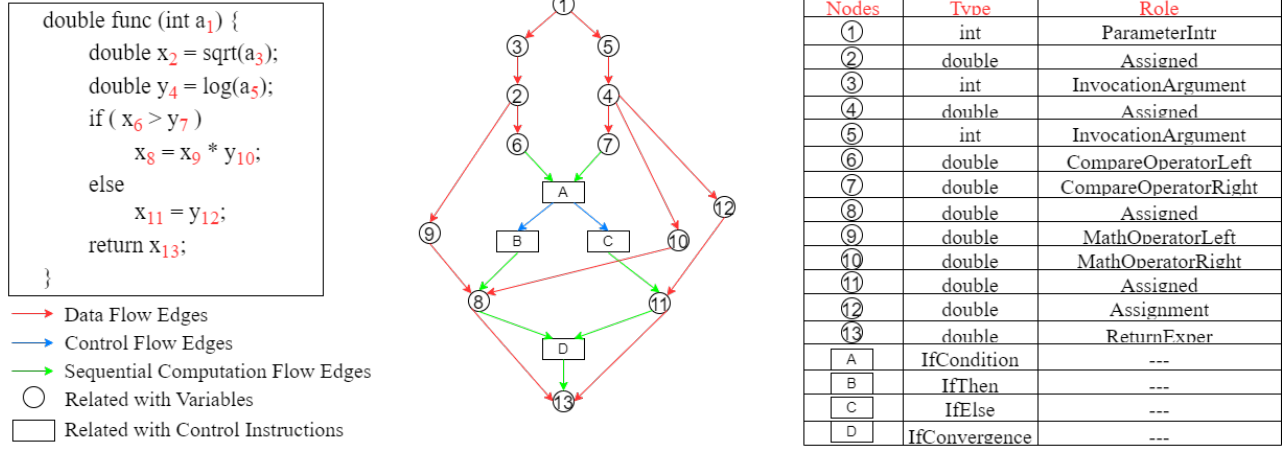 double func (int a1) {
double x2 = sqrt(a3);
double y4 = log(a5);
if ( x6 > y7 )
x8 = x9 * y10;
else
x11 = y12;
return x13;
}
Data Flow Edges
Control Flow Edges
Sequential Computation Flow Edges
Related with Variables
Related with Control Instructions
1
3 5
2 4
6 7
A
12
9 B C 10
8 11
D
13
Nodes Type Role
1 int ParameterIntr
2 double Assigned
3 int InvocationArgument
4 double Assigned
5 int InvocationArgument
6 double CompareOperatorLeft
7 double CompareOperatorRight
8 double Assigned
9 double MathOperatorLeft
10 double MathOperatorRight
11 double Assigned
12 double Assignment
13 double ReturnExper
A IfCondition ---
B IfThen ---
C IfElse ---
D IfConvergence ---